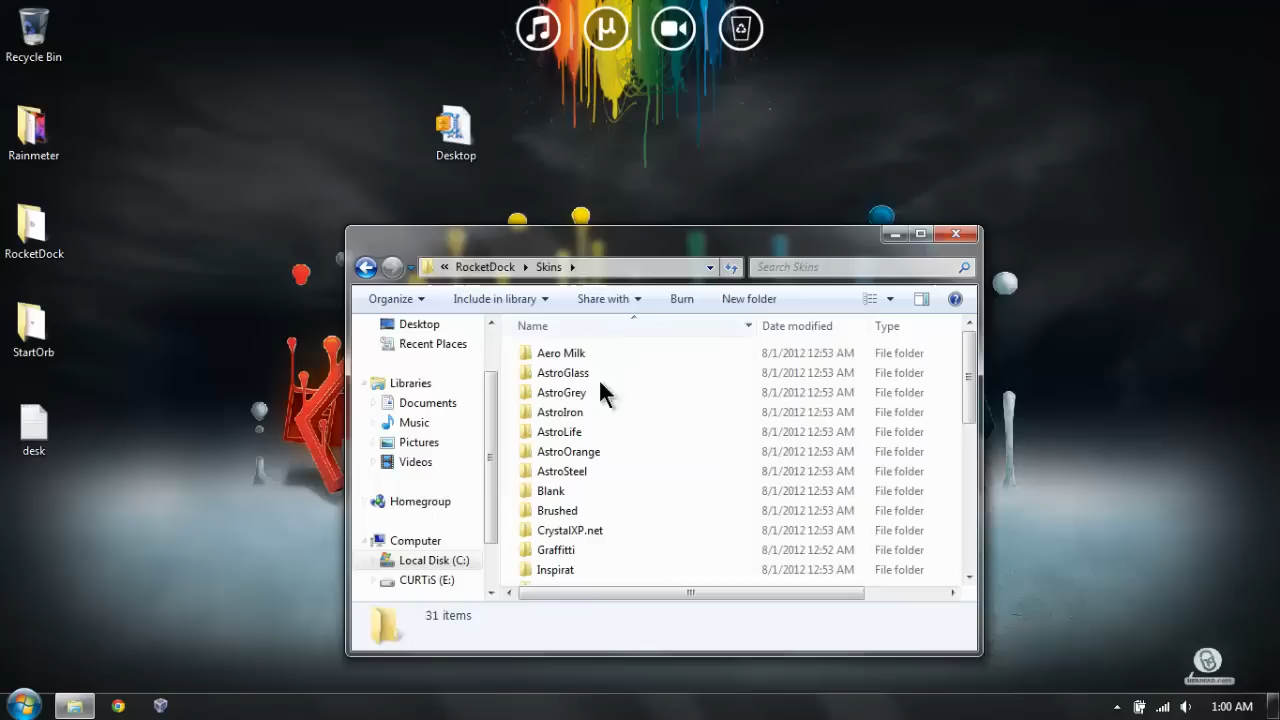 Recycle Bin
Rainmeter
RocketDock
StartOrb
desk
µ
Desktop
« RocketDock Skins
Search Skins
Organize Include in library Share with Burn New folder
Desktop
Recent Places
Libraries
Documents
Music
Pictures
Videos
Homegroup
Computer
Local Disk (C:)
CURTiS (E:)
Name Date modified Type
Aero Milk 8/1/2012 12:53 AM File folder
AstroGlass 8/1/2012 12:53 AM File folder
AstroGrey 8/1/2012 12:53 AM File folder
AstroIron 8/1/2012 12:53 AM File folder
AstroLife 8/1/2012 12:53 AM File folder
AstroOrange 8/1/2012 12:53 AM File folder
AstroSteel 8/1/2012 12:53 AM File folder
Blank 8/1/2012 12:53 AM File folder
Brushed 8/1/2012 12:53 AM File folder
CrystalXP.net 8/1/2012 12:53 AM File folder
Graffitti 8/1/2012 12:52 AM File folder
Inspirat 8/1/2012 12:53 AM File folder
31 items
1:00 AM